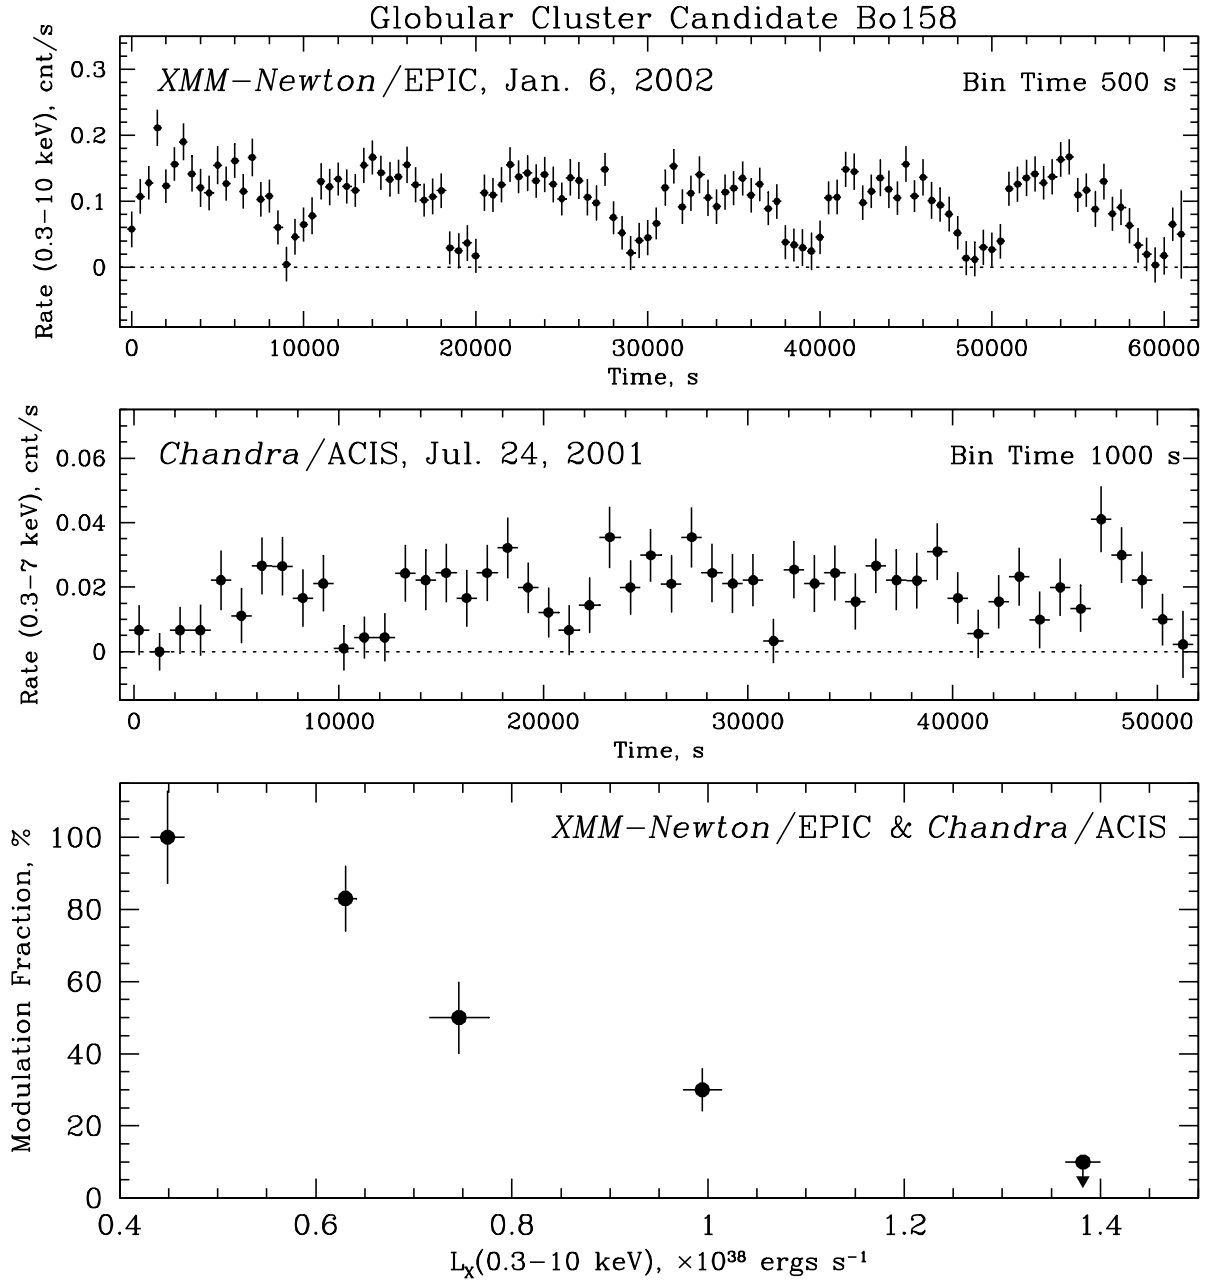 Globular Cluster Candidate Bo158
XMM-Newton/EPIC, Jan. 6, 2002
Bin Time 500 s
Rate (0.3-10 keV), cnt/s
0.3
0.2
0.1
0
0 10000 20000 30000 40000 50000 60000
Time, s
Chandra/ACIS, Jul. 24, 2001
Bin Time 1000 s
Rate (0.3-7 keV), cnt/s
0.06
0.04
0.02
0
0 10000 20000 30000 40000 50000
Time, s
XMM-Newton/EPIC & Chandra/ACIS
Modulation Fraction, %
100
80
60
40
20
0
0.4 0.6 0.8 1 1.2 1.4
Lₓ(0.3-10 keV), ×10³⁸ ergs s⁻¹